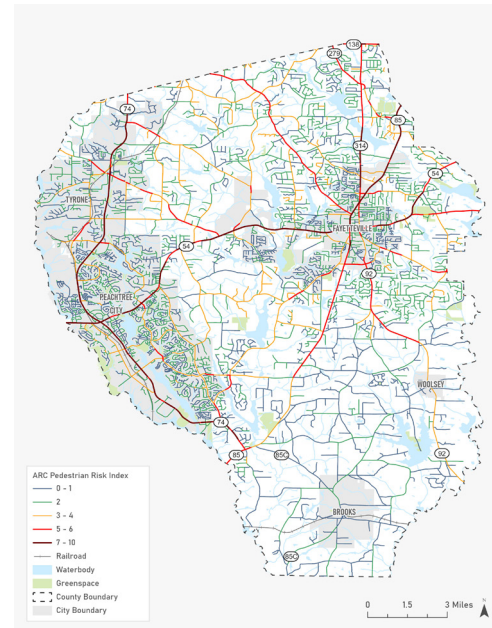 138
279
74
85
314
54
TYRONE
FAYETTEVILLE
54
92
PEACHTREE
CITY
WOOLSEY
74
85
85C
92
BROOKS
85C
ARC Pedestrian Risk Index
0 - 1
2
3 - 4
5 - 6
7 - 10
Railroad
Waterbody
Greenspace
County Boundary
City Boundary
0 1.5 3 Miles
N